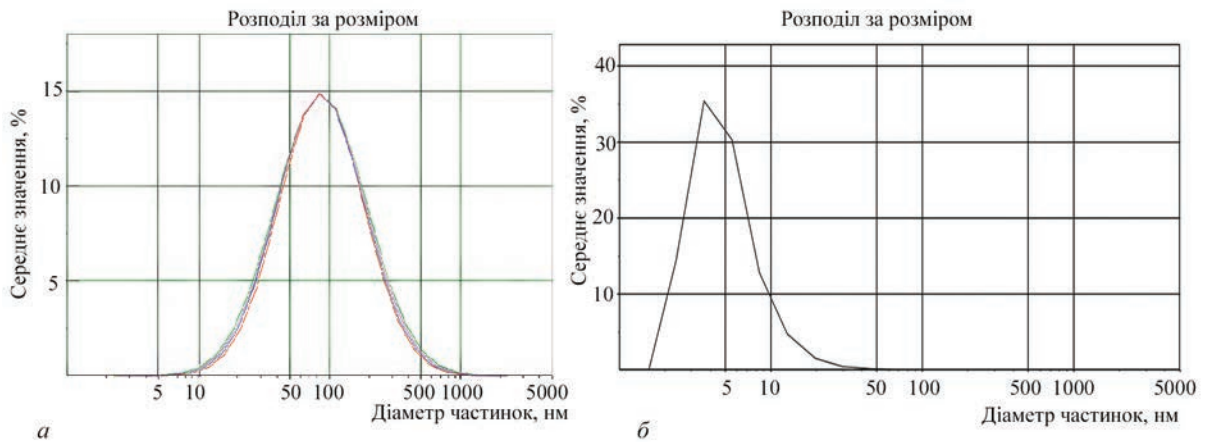 Розподіл за розміром
Середнє значення, %
15
10
5
5 10 50 100 500 1000 5000
Діаметр частинок, нм
а
Розподіл за розміром
Середнє значення, %
40
30
20
10
5 10 50 100 500 1000 5000
Діаметр частинок, нм
б